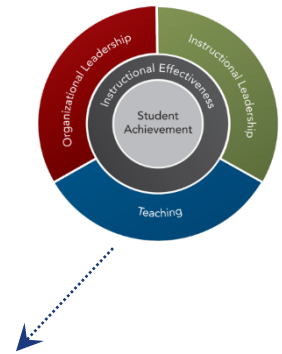 Organizational Leadership
Instructional Leadership
Instructional Effectiveness
Student
Achievement
Teaching